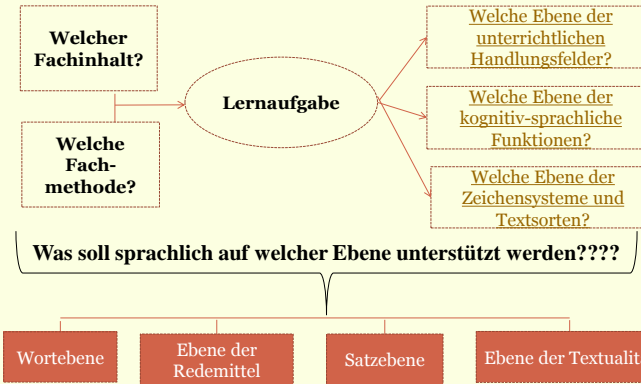 Welcher
Fachinhalt?
Welche
Fach-
methode?
Lernaufgabe
Welche Ebene der
unterrichtlichen
Handlungsfelder?
Welche Ebene der
kognitiv-sprachliche
Funktionen?
Welche Ebene der
Zeichensysteme und
Textsorten?
Was soll sprachlich auf welcher Ebene unterstützt werden????
Wortebene
Ebene der
Redemittel
Satzebene
Ebene der Textualit